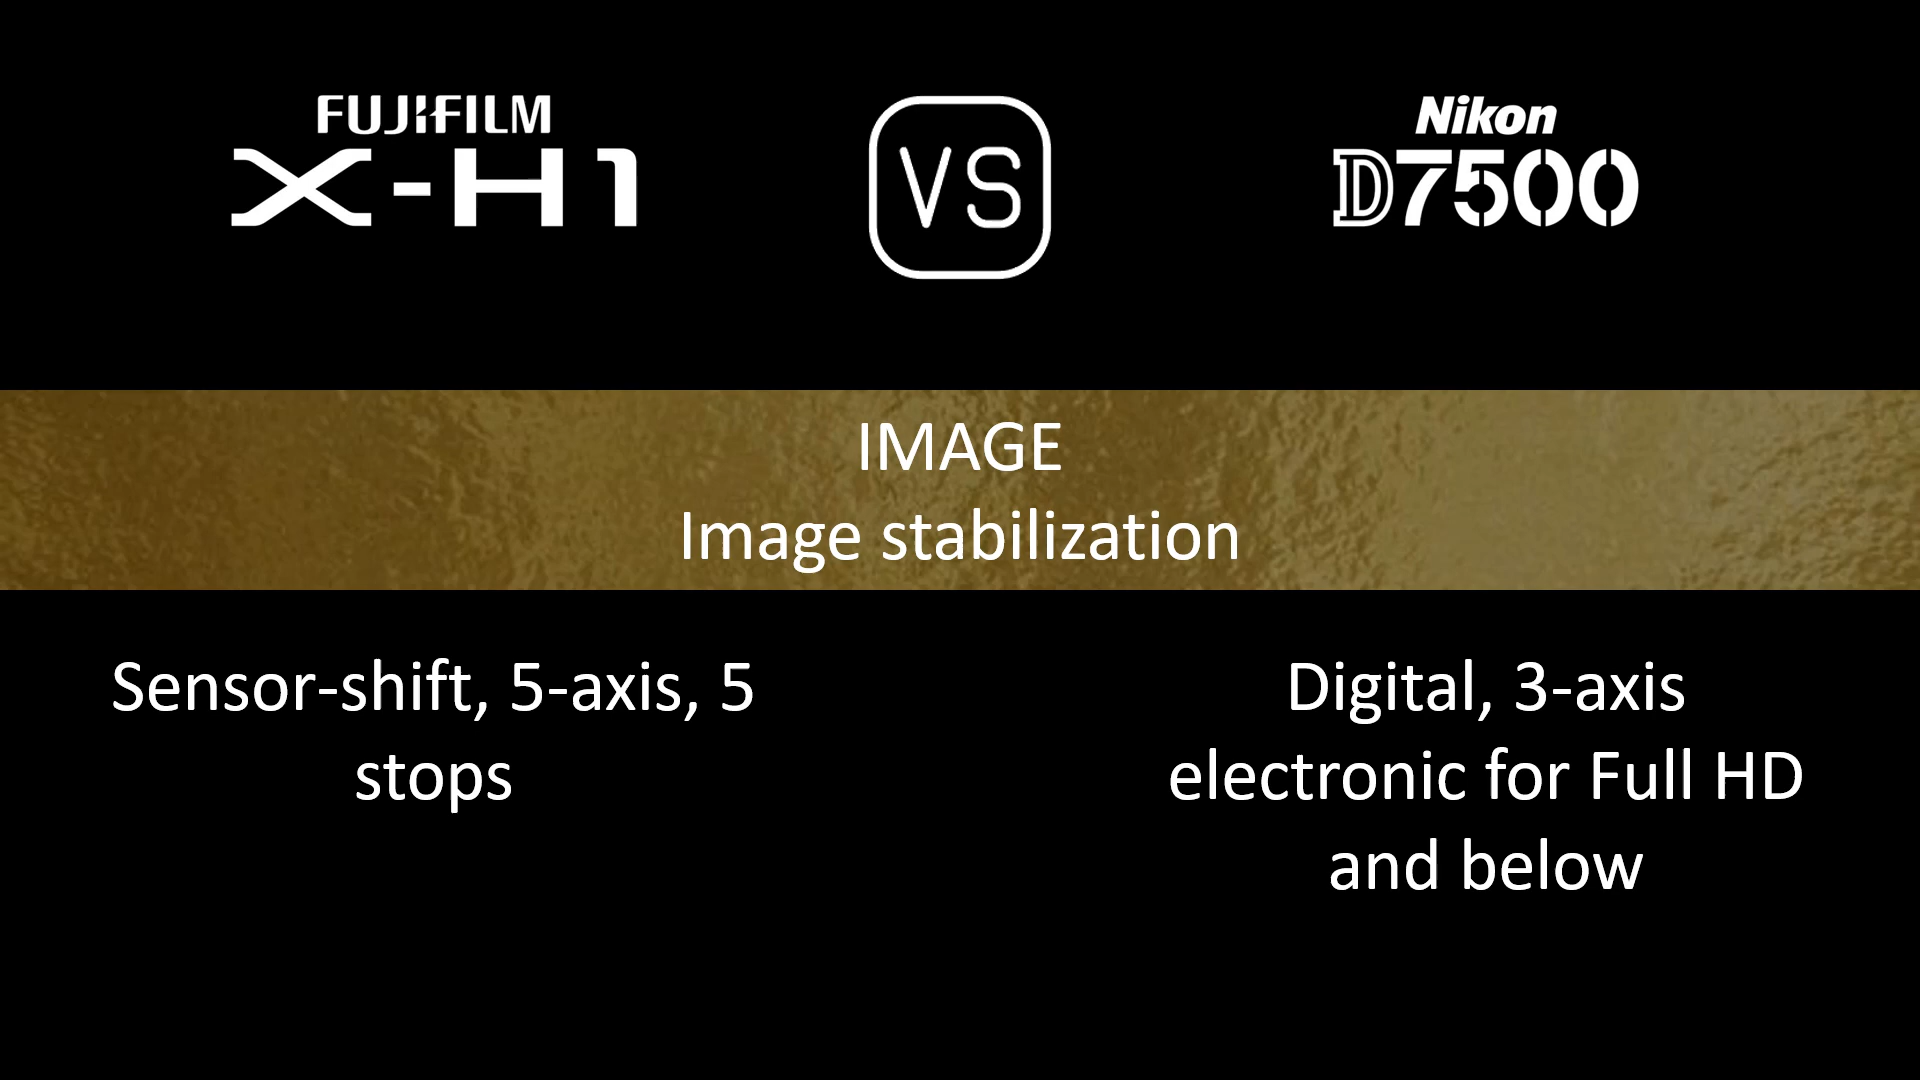 FUJIFILM
X-H1
VS
Nikon
D7500
IMAGE
Image stabilization
Sensor-shift, 5-axis, 5
stops
Digital, 3-axis
electronic for Full HD
and below